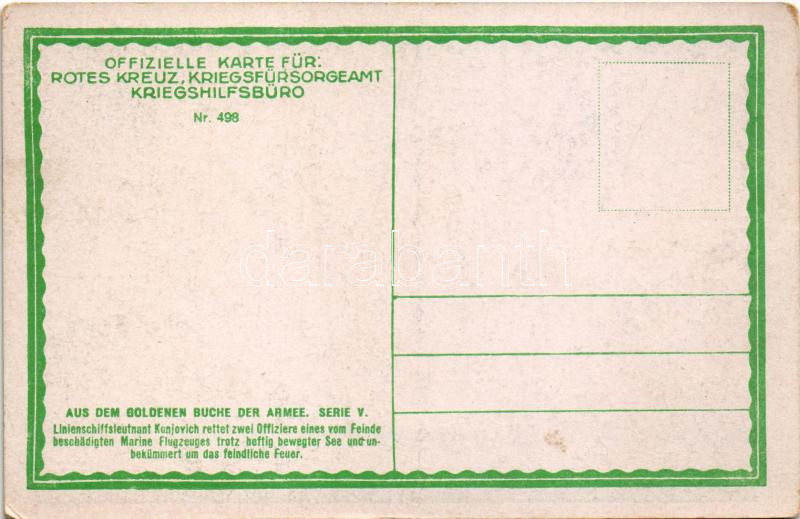 OFFIZIELLE KARTE FÜR:
ROTES KREUZ, KRIEGSFÜRSORGEAMT
KRIEGSHILFSBÜRO
Nr. 498
darabanth
AUS DEM GOLDENEN BUCHE DER ARMEE. SERIE V.
Linienschiffsleutnant Konjovich rettet zwei Offiziere eines vom Feinde
beschädigten Marine Flugzeuges trotz heftig bewegter See und un-
bekümmert um das feindliche Feuer.